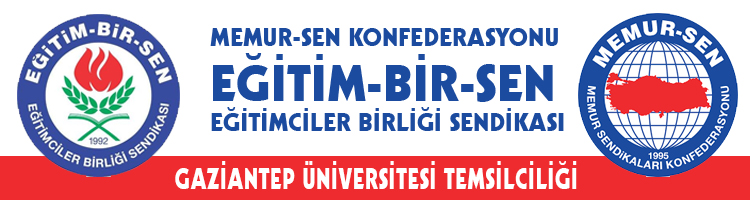 EĞİTİM-BİR-SEN
1992
EĞİTİMCİLER BİRLİĞİ SENDİKASI
MEMUR-SEN KONFEDERASYONU
EĞİTİM-BİR-SEN
EĞİTİMCİLER BİRLİĞİ SENDİKASI
MEMUR-SEN
1995
MEMUR SENDİKALARI KONFEDERASYONU
GAZİANTEP ÜNİVERSİTESİ TEMSİLCİLİĞİ